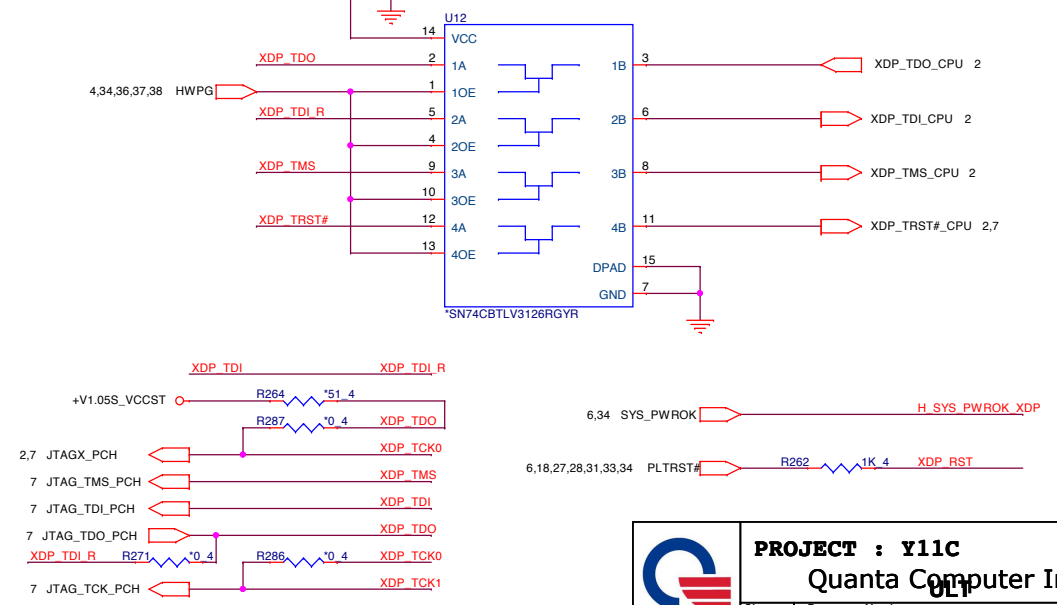 U12
14 VCC
XDP_TDO 2 1A 1B 3 XDP_TDO_CPU 2
4,34,36,37,38 HWPG 1 1OE
XDP_TDI_R 5 2A 2B 6 XDP_TDI_CPU 2
4 2OE
XDP_TMS 9 3A 3B 8 XDP_TMS_CPU 2
10 3OE
XDP_TRST# 12 4A 4B 11 XDP_TRST#_CPU 2,7
13 4OE
DPAD 15
GND 7
*SN74CBTLV3126RGYR
XDP_TDI XDP_TDI_R
+V1.05S_VCCST R264 *51_4
R287 *0_4 XDP_TDO
2,7 JTAGX_PCH XDP_TCK0
7 JTAG_TMS_PCH XDP_TMS
7 JTAG_TDI_PCH XDP_TDI
7 JTAG_TDO_PCH XDP_TDO
XDP_TDI_R R271 *0_4 R286 *0_4 XDP_TCK0
7 JTAG_TCK_PCH XDP_TCK1
6,34 SYS_PWROK H_SYS_PWROK_XDP
6,18,27,28,31,33,34 PLTRST# R262 1K_4 XDP_RST
PROJECT : Y11C
Quanta Computer In
ULT